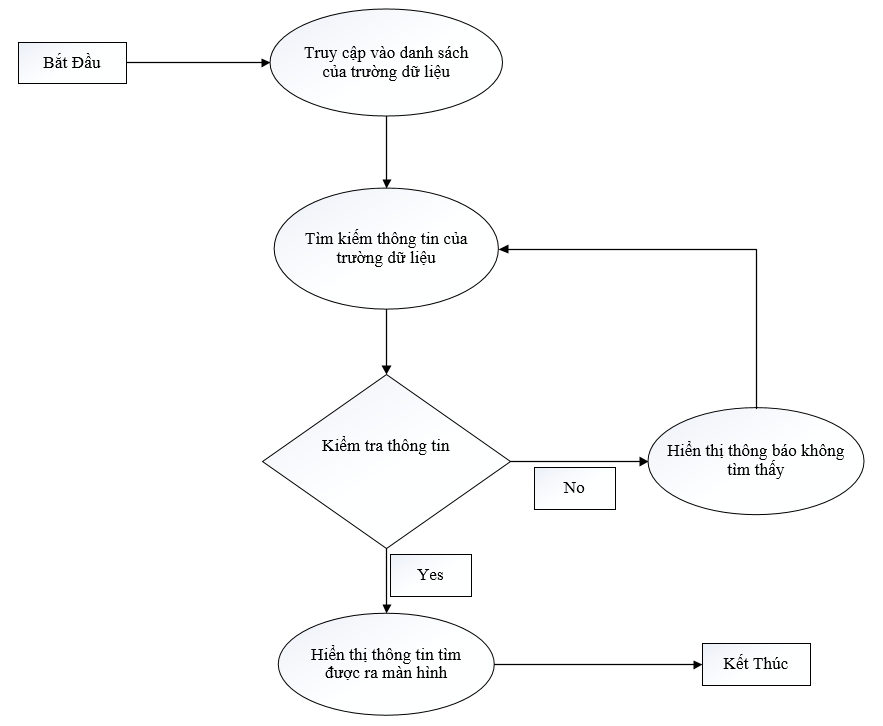 Bắt Đầu
Truy cập vào danh sách
của trường dữ liệu
Tìm kiếm thông tin của
trường dữ liệu
Kiểm tra thông tin
No
Hiển thị thông báo không
tìm thấy
Yes
Hiển thị thông tin tìm
được ra màn hình
Kết Thúc